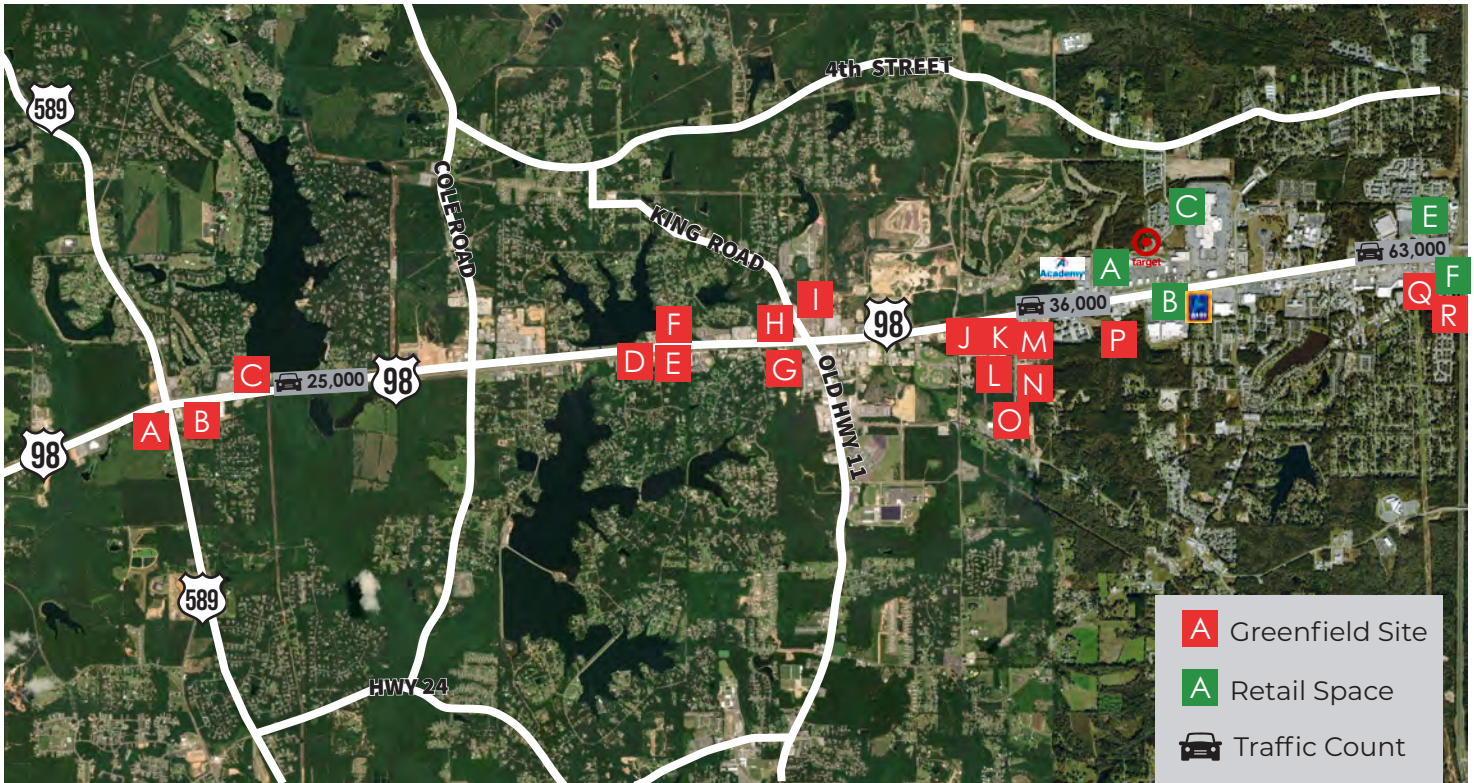 589
4th STREET
COLE ROAD
KING ROAD
C
E
target
Academy
A
63,000
F
B
Q
R
I
36,000
F
H
98
J
K
M
P
D
E
G
L
N
OLD HWY 11
C
25,000
98
O
A
B
98
589
HWY 24
A Greenfield Site
A Retail Space
Traffic Count